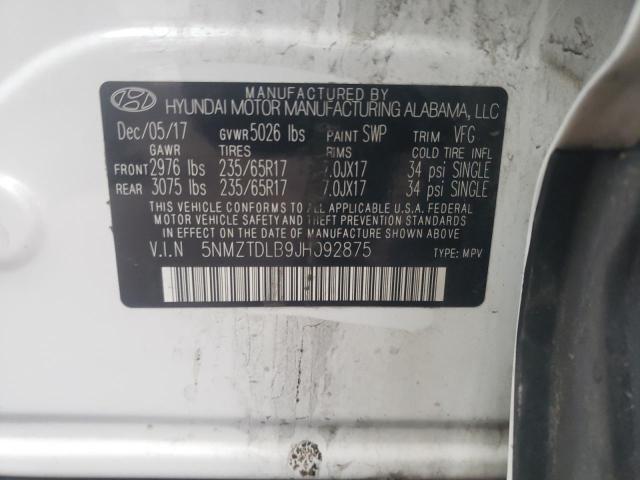 MANUFACTURED BY
HYUNDAI MOTOR MANUFACTURING ALABAMA, LLC
Dec/05/17 GVWR 5026 lbs PAINT SWP TRIM VFC
GAWR TIRES RIMS COLD TIRE INFL
FRONT 2976 lbs 235/65R17 7.0JX17 34 psi SINGLE
REAR 3075 lbs 235/65R17 7.0JX17 34 psi SINGLE
THIS VEHICLE CONFORMS TO ALL APPLICABLE U.S.A. FEDERAL
MOTOR VEHICLE SAFETY AND THEFT PREVENTION STANDARDS
IN EFFECT ON THE DATE OF MANUFACTURE SHOWN ABOVE
V.I.N 5NMZTDLB9JH092875 TYPE: MPV